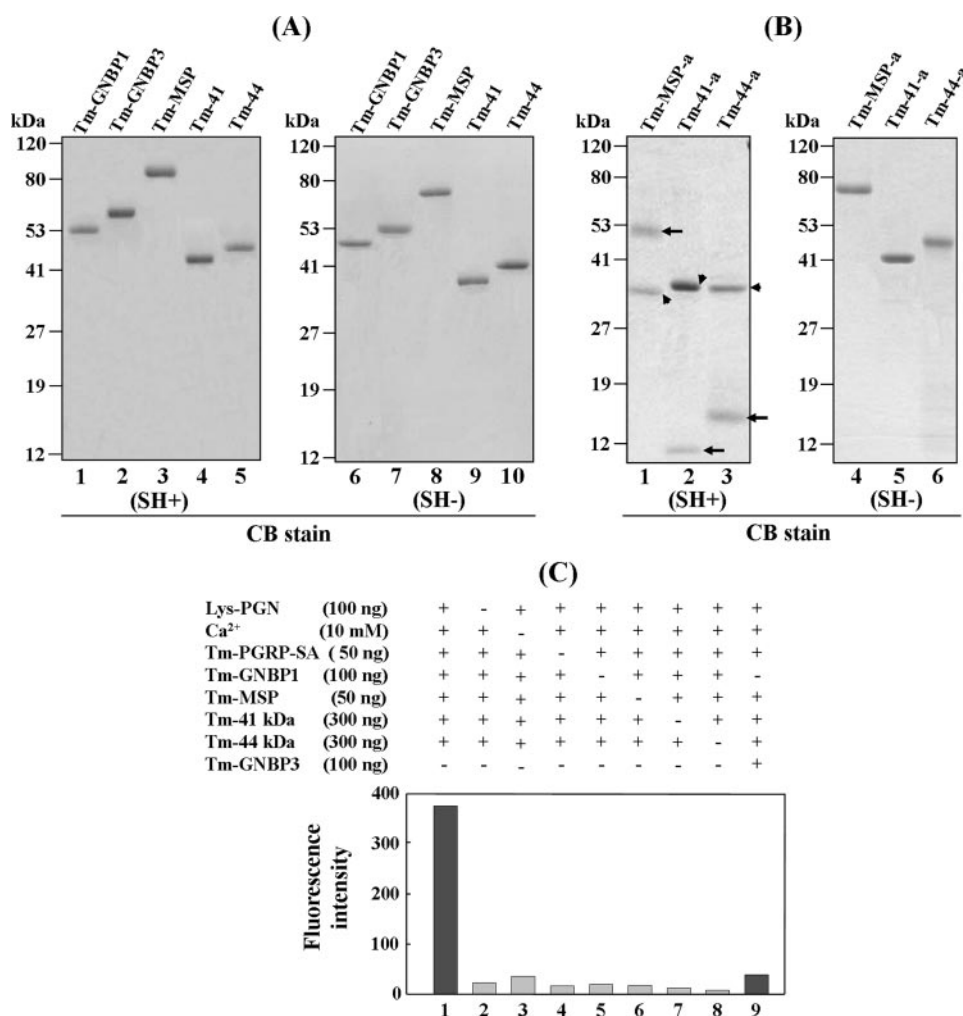 (A)
(B)
kDa Tm-GNBP1 Tm-GNBP3 Tm-MSP Tm-41 Tm-44
120
80
53
41
27
19
12
1 2 3 4 5
(SH+)
kDa Tm-GNBP1 Tm-GNBP3 Tm-MSP Tm-41 Tm-44
120
80
53
41
27
19
12
6 7 8 9 10
(SH-)
CB stain
kDa Tm-MSP-a Tm-41-a Tm-44-a
120
80
53
41
27
19
12
1 2 3
(SH+)
kDa Tm-MSP-a Tm-41-a Tm-44-a
120
80
53
41
27
19
12
4 5 6
(SH-)
CB stain
(C)
Lys-PGN (100 ng) + - + + + + + + +
Ca²⁺ (10 mM) + + - + + + + + +
Tm-PGRP-SA ( 50 ng) + + + - + + + + +
Tm-GNBP1 (100 ng) + + + + - + + + -
Tm-MSP (50 ng) + + + + + - + + +
Tm-41 kDa (300 ng) + + + + + + - + +
Tm-44 kDa (300 ng) + + + + + + + - +
Tm-GNBP3 (100 ng) - - - - - - - - +
Fluorescence
intensity
400
300
200
100
0
1 2 3 4 5 6 7 8 9